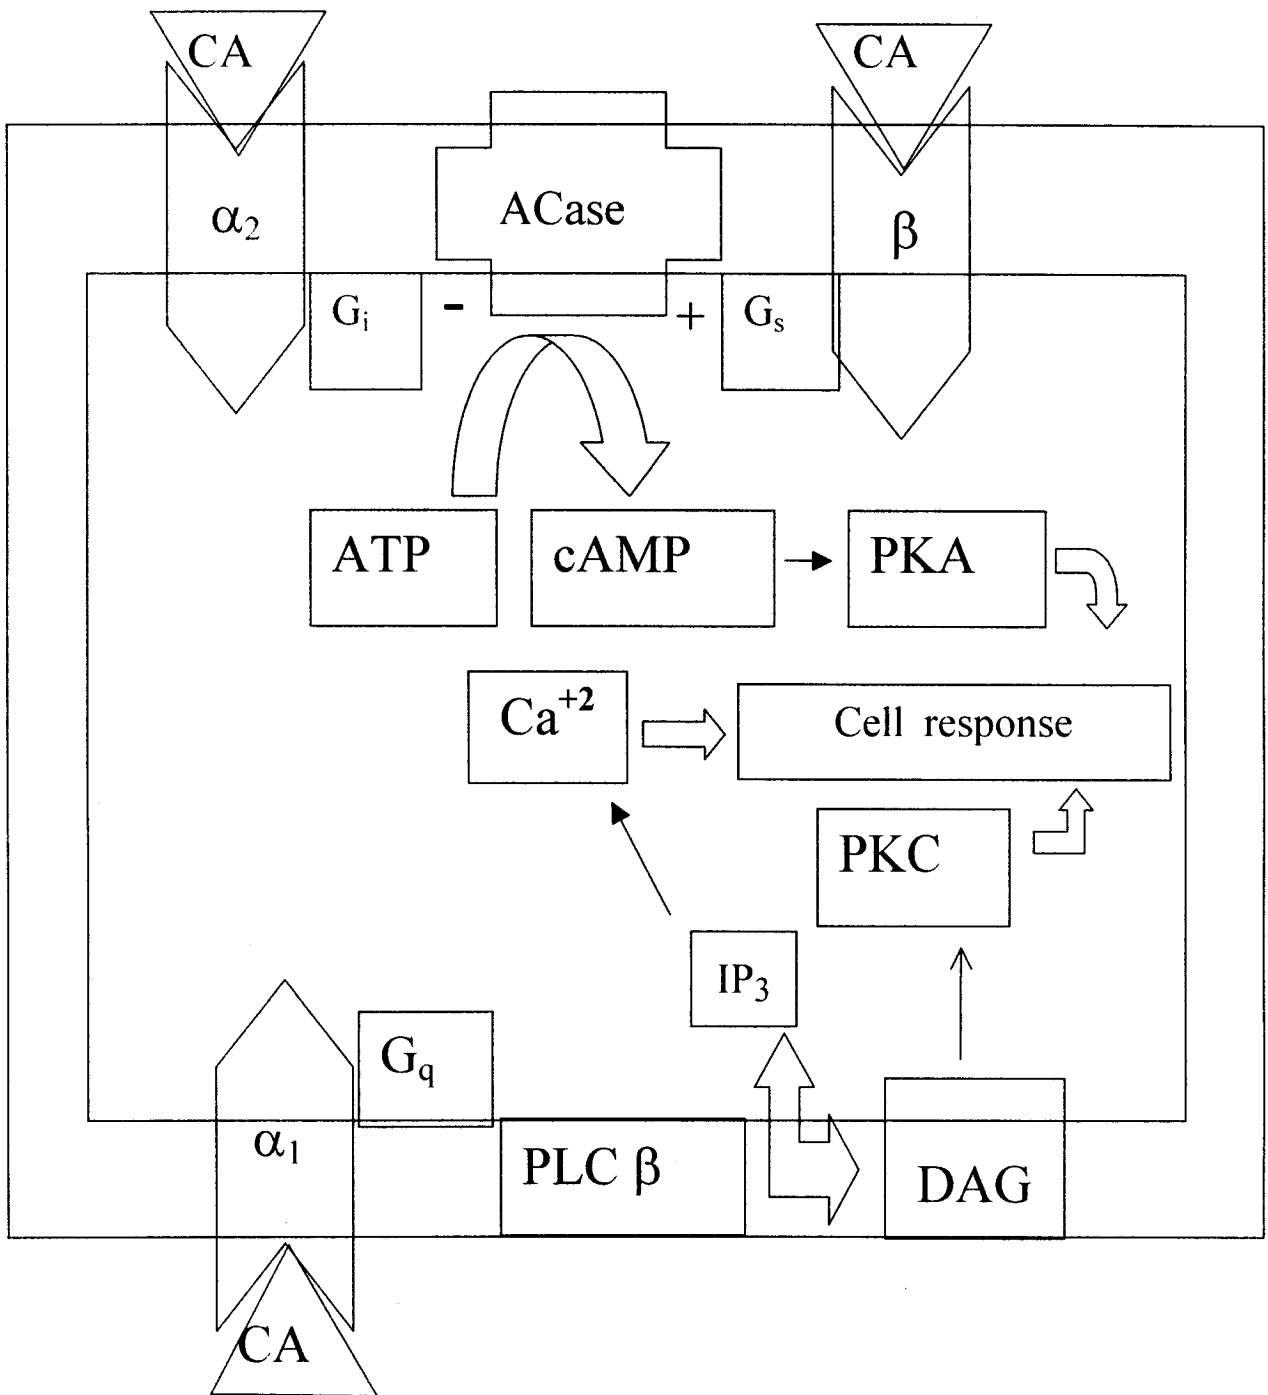 CA
CA
α₂
ACase
β
Gᵢ
-
+
Gₛ
ATP
cAMP
PKA
Ca⁺²
Cell response
PKC
IP₃
G_q
α₁
PLC β
DAG
CA